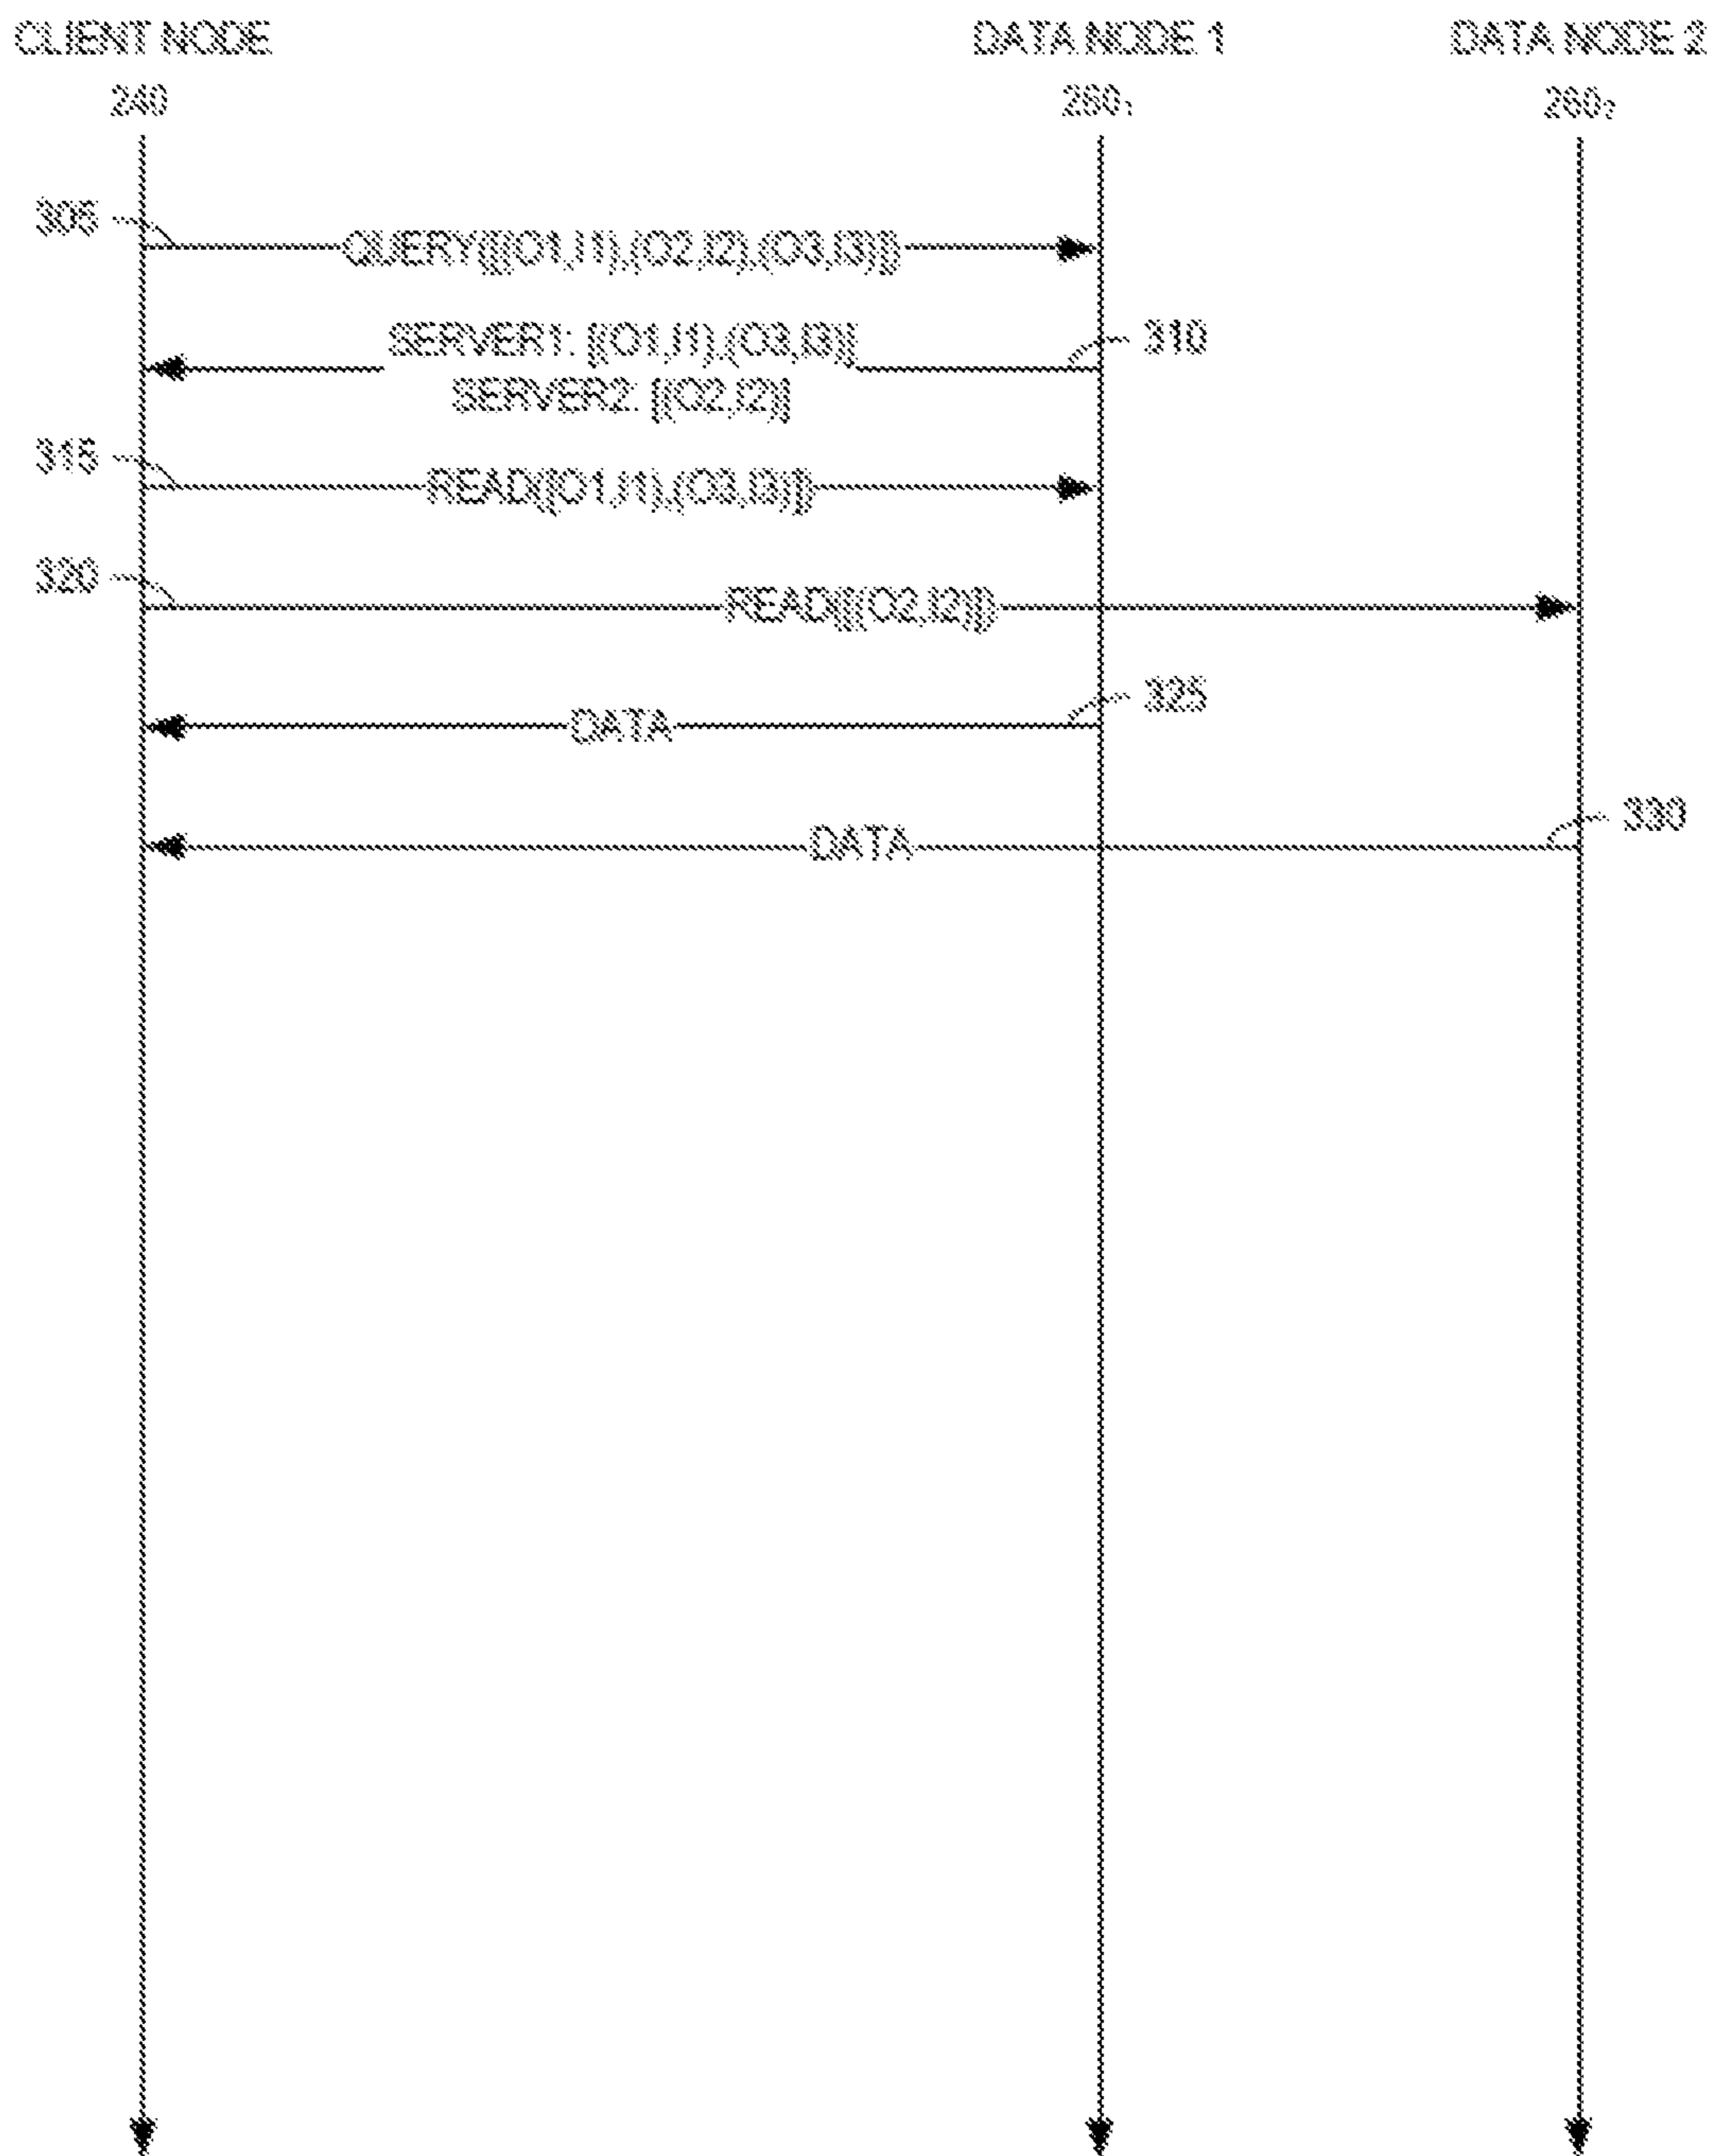 CLIENT NODE
240
DATA NODE 1
260₁
DATA NODE 2
260₂
305
QUERY([(O1,I1),(O2,I2),(O3,I3)])
SERVER1: [(O1,I1),(O3,I3)]
SERVER2: [(O2,I2)]
310
315
READ([O1,I1),(O3,I3)])
320
READ([(O2,I2)])
325
DATA
330
DATA